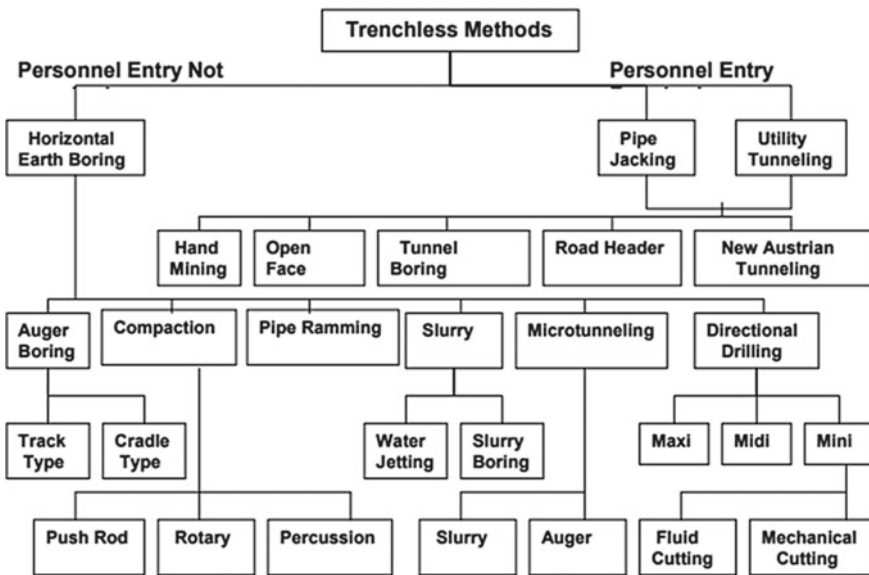 Trenchless Methods
Personnel Entry Not
Personnel Entry
Horizontal
Earth Boring
Pipe
Jacking
Utility
Tunneling
Hand
Mining
Open
Face
Tunnel
Boring
Road Header
New Austrian
Tunneling
Auger
Boring
Compaction
Pipe Ramming
Slurry
Microtunneling
Directional
Drilling
Track
Type
Cradle
Type
Water
Jetting
Slurry
Boring
Maxi
Midi
Mini
Push Rod
Rotary
Percussion
Slurry
Auger
Fluid
Cutting
Mechanical
Cutting